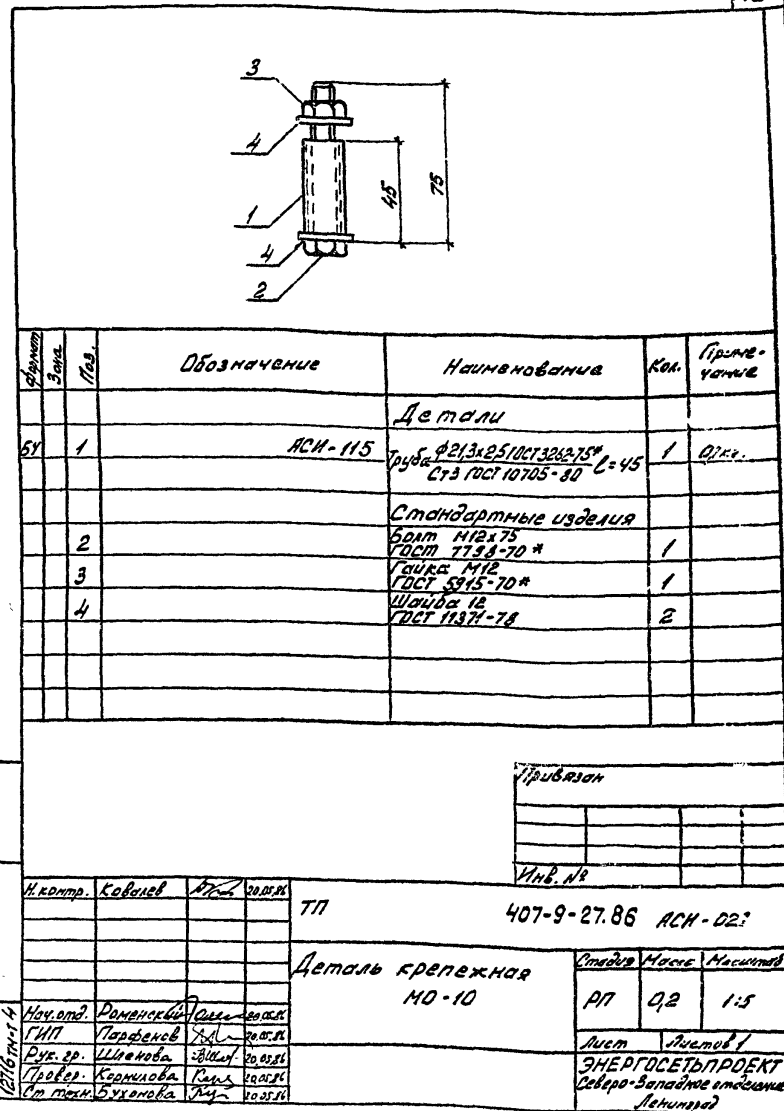 3
4
1
4
2
45
75
Формат Зона Поз. Обозначение Наименование Кол. Приме-
чание
Детали
БЧ 1 АСИ-115 Труба ф21,3х2,5 ГОСТ 3262-75* ℓ=45 1
Ст3 ГОСТ 10705-80
Стандартные изделия
2 Болт М12х75
ГОСТ 7798-70* 1
3 Гайка М12
ГОСТ 5915-70* 1
4 Шайба 12
ГОСТ 11371-78 2
Привязан
Инв. №
Н.контр. Ковалев 20.05.86
ТП 407-9-27.86 АСИ-02
Деталь крепежная
МО-10
Стадия Масса Масштаб
РП 0,2 1:5
Лист Листов 1
Нач.отд. Роменский 20.05.86
ГИП Парфенов 20.05.86
Рук. гр. Шленова 20.05.86
Провер. Корнилова 20.05.86
Ст техн. Буханова 20.05.86
ЭНЕРГОСЕТЬПРОЕКТ
Северо-Западное отделение
Ленинград
12716тм-т4